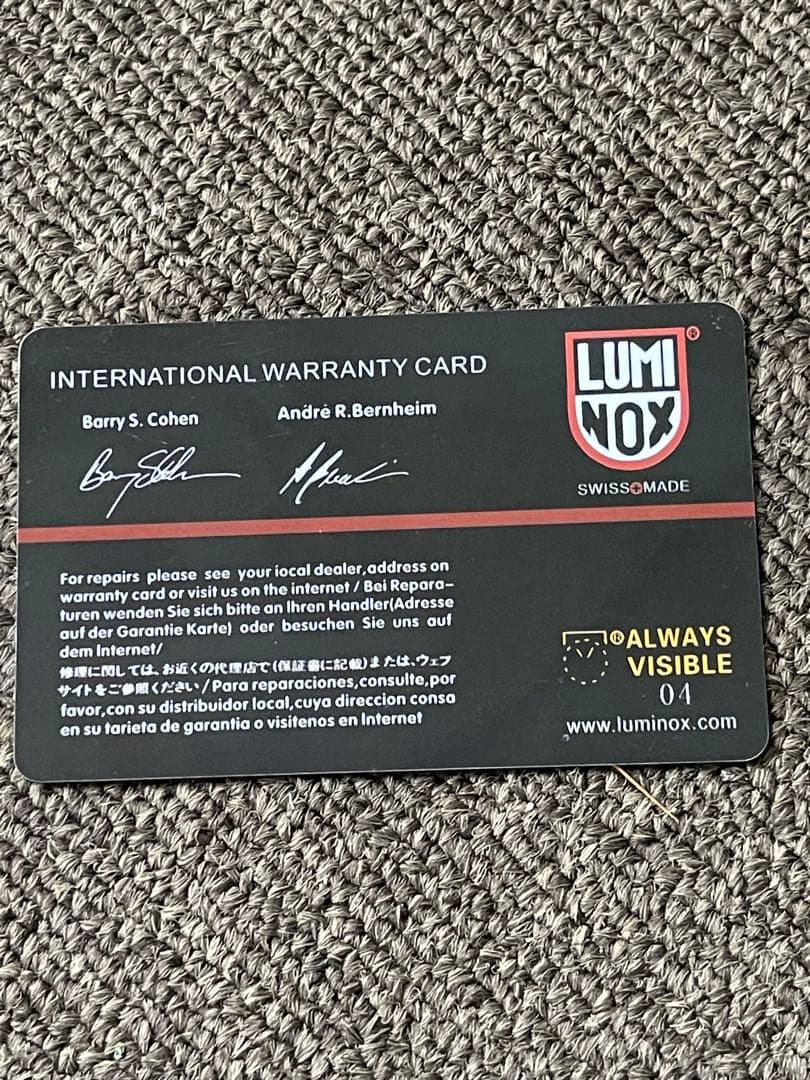 INTERNATIONAL WARRANTY CARD
Barry S. Cohen
André R.Bernheim
LUMI
NOX
®
SWISS MADE
For repairs please see your iocal dealer,address on
warranty card or visit us on the internet / Bei Repara-
turen wenden Sie sich bitte an Ihren Handler(Adresse
auf der Garantie Karte) oder besuchen Sie uns auf
dem Internet/
修理に関しては、お近くの代理店で(保証書に記載)または、ウェブ
サイトをご参照ください / Para reparaciones,consulte,por
favor,con su distribuidor local,cuya direccion consa
en su tarieta de garantia o visitenos en Internet
® ALWAYS
VISIBLE
04
www.luminox.com